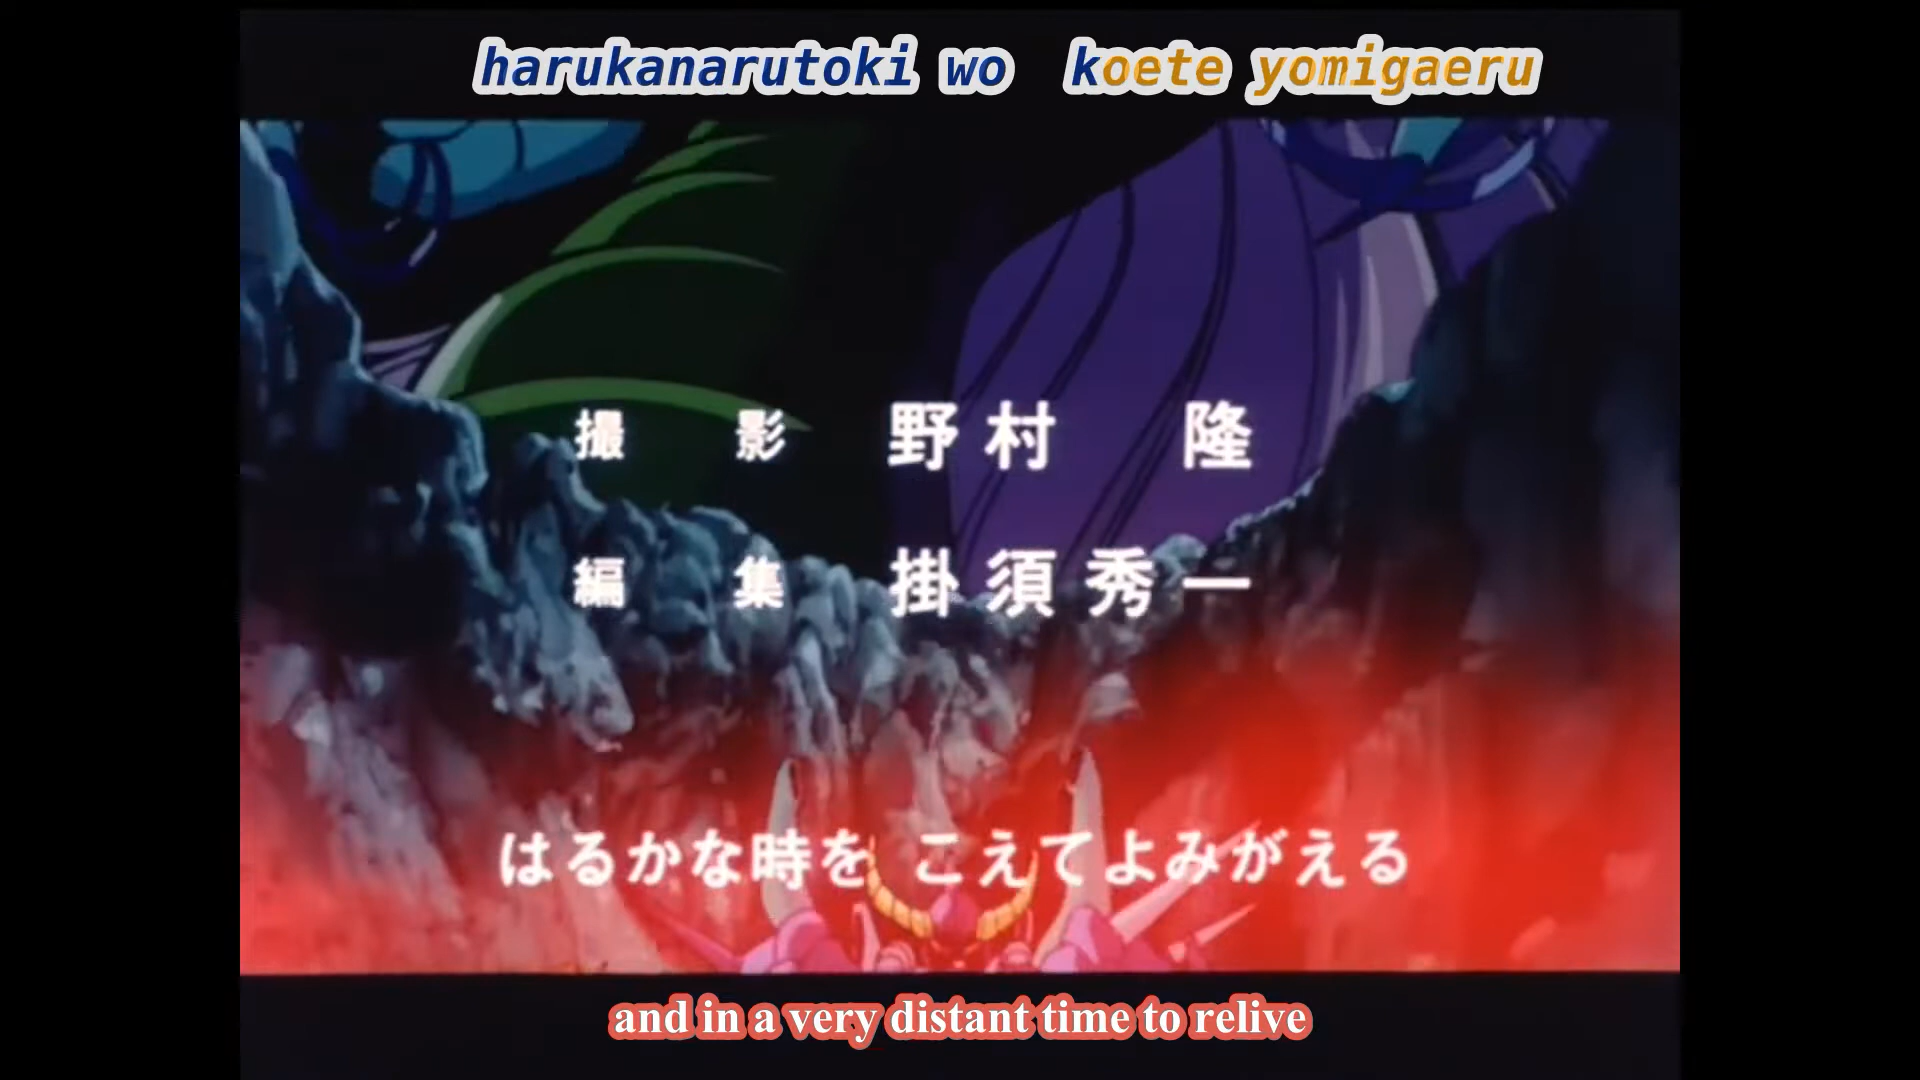 harukanarutoki wo koete yomigaeru
撮影 野村 隆
編集 掛須秀一
はるかな時を こえてよみがえる
and in a very distant time to relive